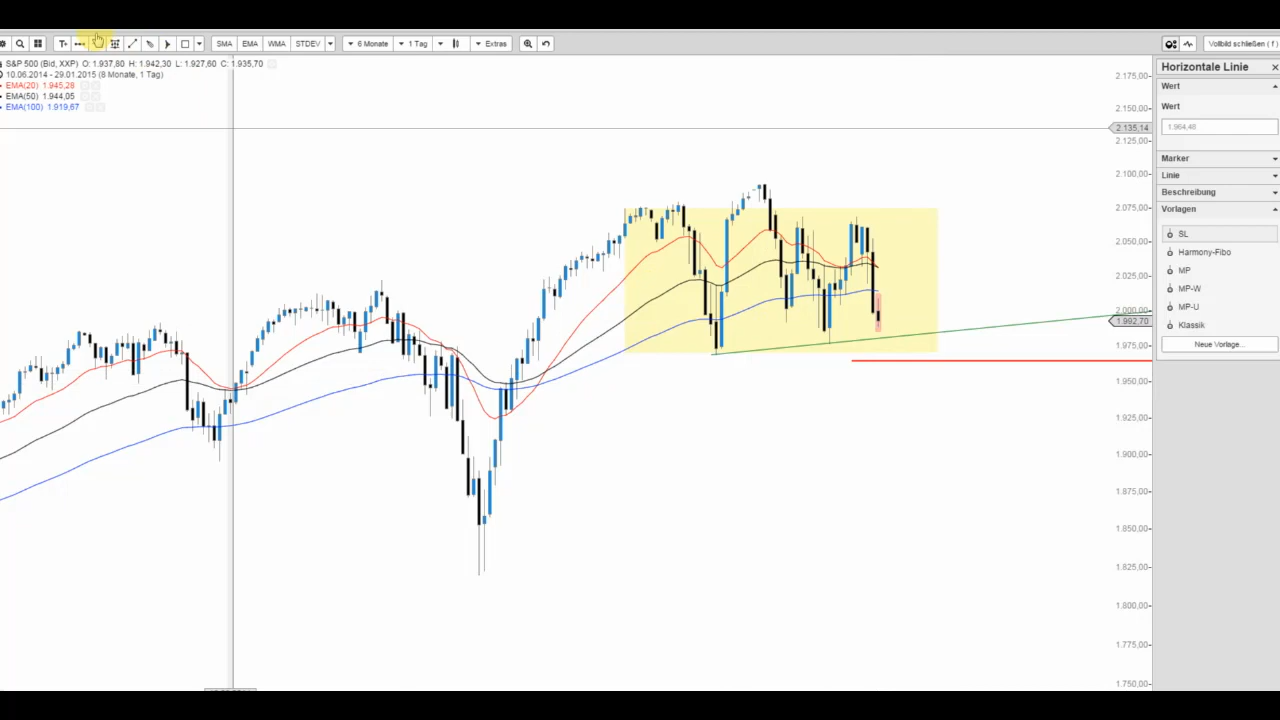 T+
SMA
EMA
WMA
STDEV
6 Monate
1 Tag
Extras
Vollbild schließen ( f )
S&P 500 (Bid, XXP) O: 1.937,80 H: 1.942,30 L: 1.927,60 C: 1.935,70
10.06.2014 - 29.01.2015 (8 Monate, 1 Tag)
EMA(20) 1.945,28
EMA(50) 1.944,05
EMA(100) 1.919,67
2.175,00
2.150,00
2.135,14
2.125,00
2.100,00
2.075,00
2.050,00
2.025,00
2.000,00
1.992,70
1.975,00
1.950,00
1.925,00
1.900,00
1.875,00
1.850,00
1.825,00
1.800,00
1.775,00
1.750,00
Horizontale Linie
Wert
Wert
1.964,48
Marker
Linie
Beschreibung
Vorlagen
SL
Harmony-Fibo
MP
MP-W
MP-U
Klassik
Neue Vorlage...